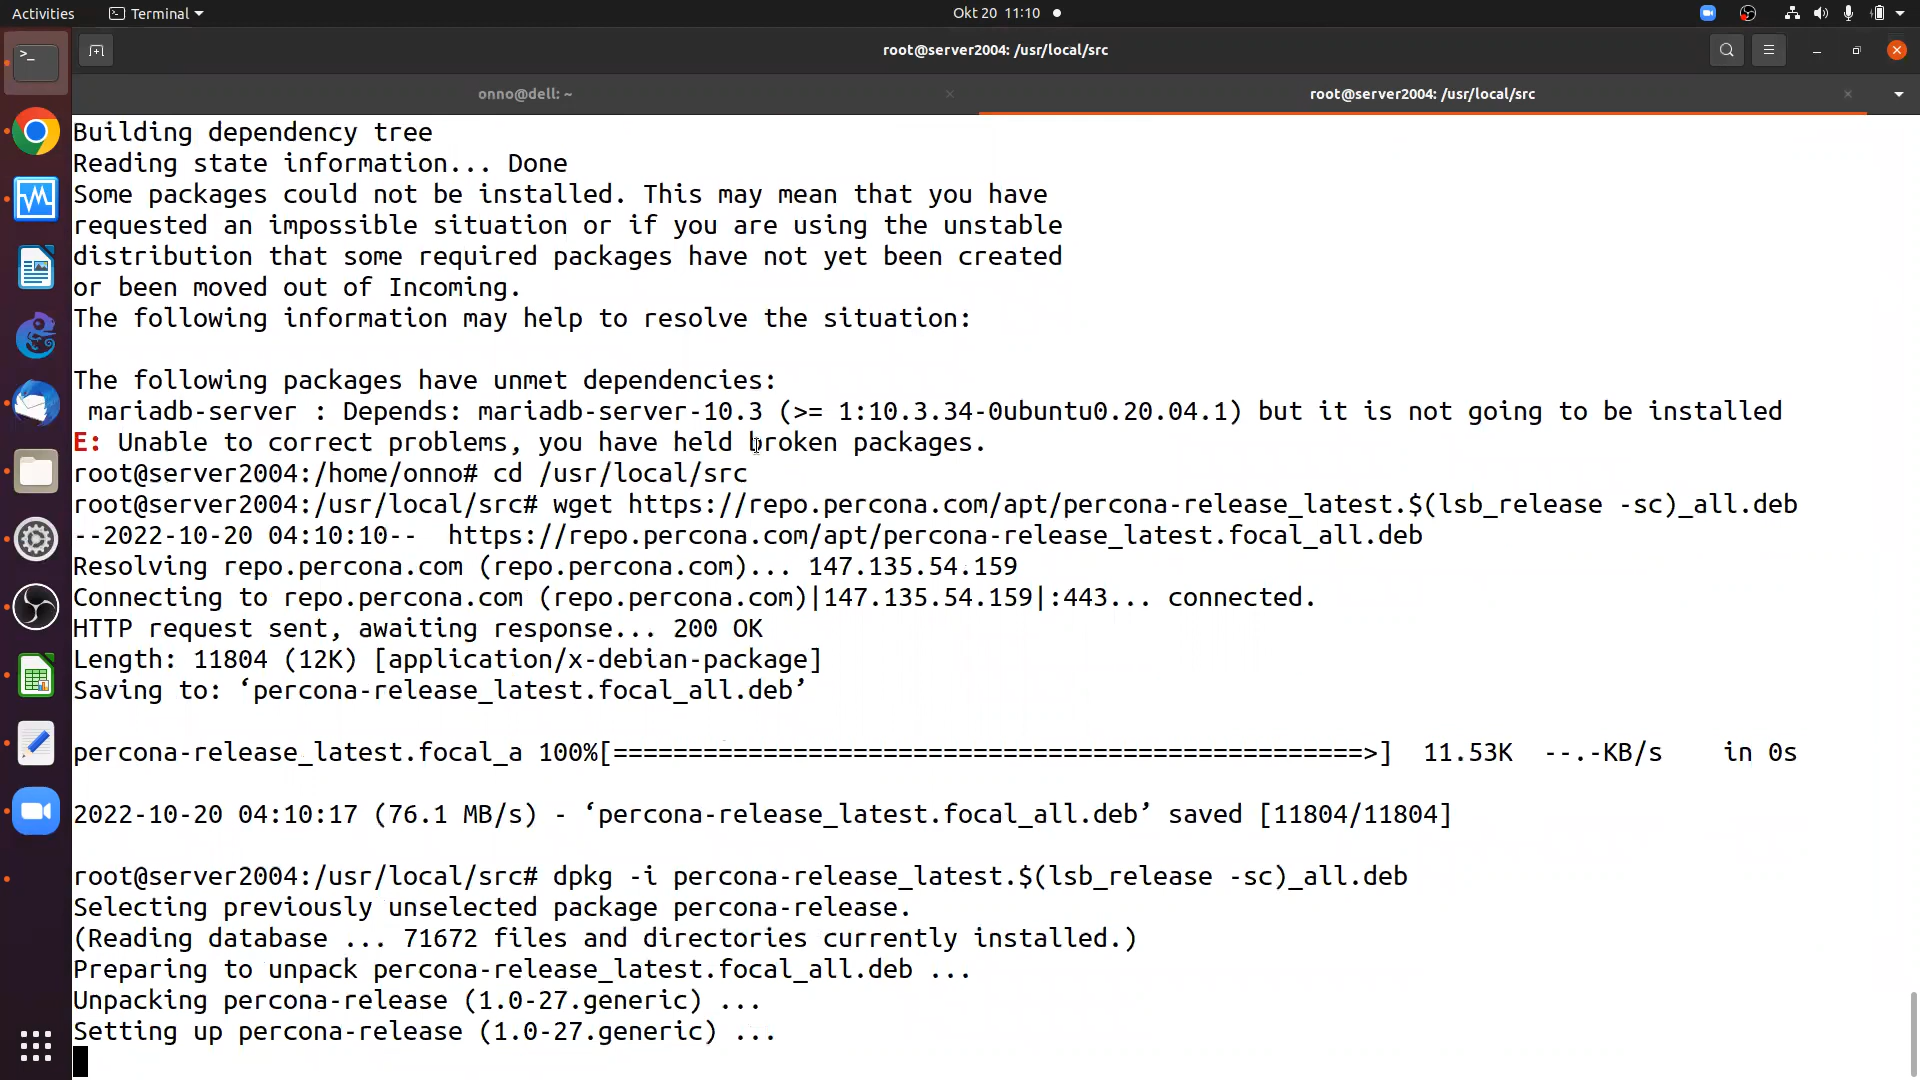 Activities
Terminal
Okt 20 11:10
root@server2004: /usr/local/src
onno@dell: ~
root@server2004: /usr/local/src
Building dependency tree
Reading state information... Done
Some packages could not be installed. This may mean that you have
requested an impossible situation or if you are using the unstable
distribution that some required packages have not yet been created
or been moved out of Incoming.
The following information may help to resolve the situation:
The following packages have unmet dependencies:
mariadb-server : Depends: mariadb-server-10.3 (>= 1:10.3.34-0ubuntu0.20.04.1) but it is not going to be installed
E: Unable to correct problems, you have held broken packages.
root@server2004:/home/onno# cd /usr/local/src
root@server2004:/usr/local/src# wget https://repo.percona.com/apt/percona-release_latest.$(lsb_release -sc)_all.deb
--2022-10-20 04:10:10--  https://repo.percona.com/apt/percona-release_latest.focal_all.deb
Resolving repo.percona.com (repo.percona.com)... 147.135.54.159
Connecting to repo.percona.com (repo.percona.com)|147.135.54.159|:443... connected.
HTTP request sent, awaiting response... 200 OK
Length: 11804 (12K) [application/x-debian-package]
Saving to: ‘percona-release_latest.focal_all.deb’
percona-release_latest.focal_a 100%[==================================================>]  11.53K  --.-KB/s    in 0s
2022-10-20 04:10:17 (76.1 MB/s) - ‘percona-release_latest.focal_all.deb’ saved [11804/11804]
root@server2004:/usr/local/src# dpkg -i percona-release_latest.$(lsb_release -sc)_all.deb
Selecting previously unselected package percona-release.
(Reading database ... 71672 files and directories currently installed.)
Preparing to unpack percona-release_latest.focal_all.deb ...
Unpacking percona-release (1.0-27.generic) ...
Setting up percona-release (1.0-27.generic) ...